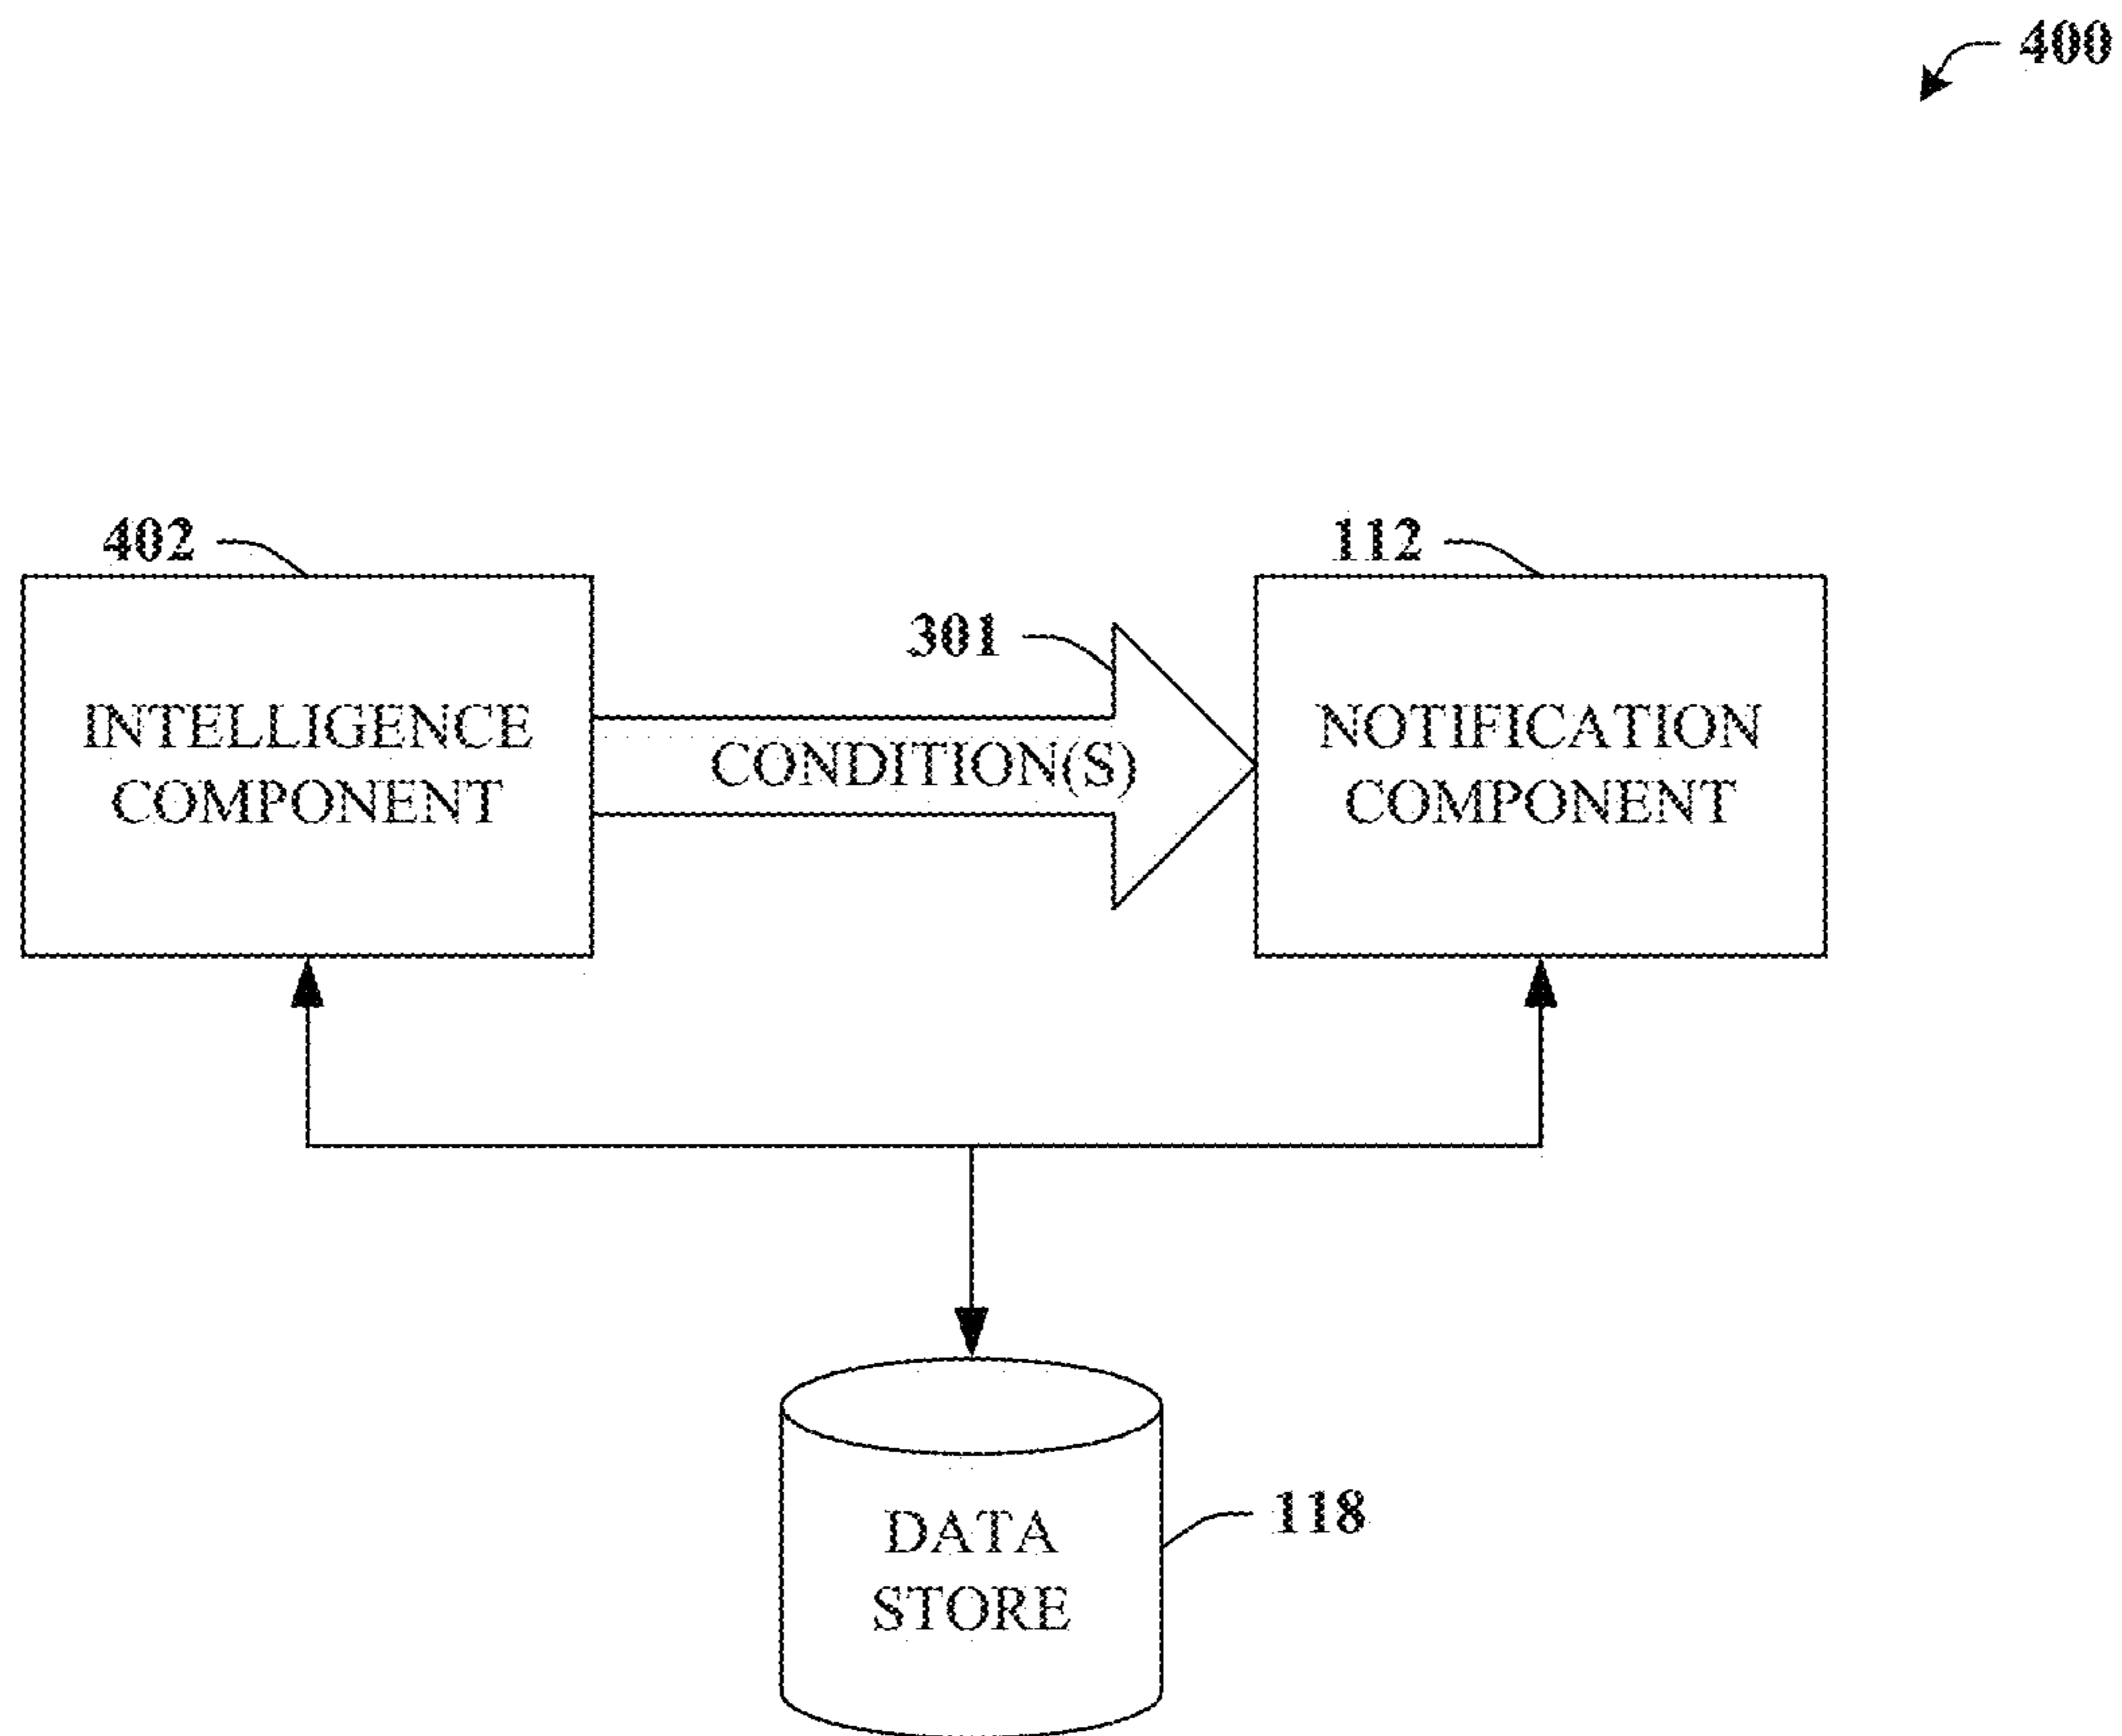 400
402
112
301
INTELLIGENCE
COMPONENT
CONDITION(S)
NOTIFICATION
COMPONENT
DATA
STORE
118